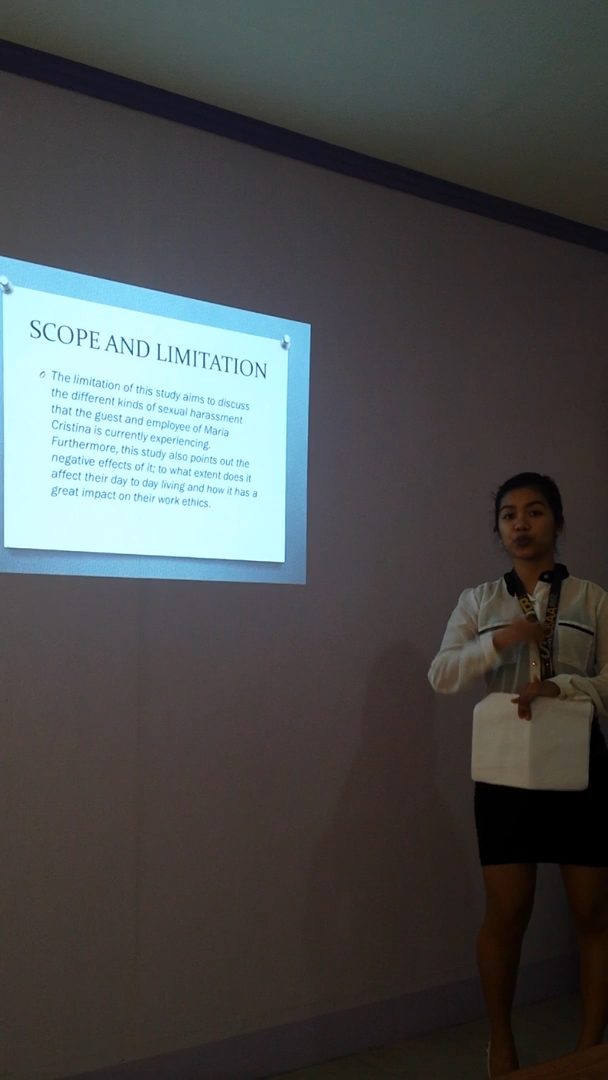 SCOPE AND LIMITATION
The limitation of this study aims to discuss
the different kinds of sexual harassment
that the guest and employee of Maria
Cristina is currently experiencing.
Furthermore, this study also points out the
negative effects of it; to what extent does it
affect their day to day living and how it has a
great impact on their work ethics.